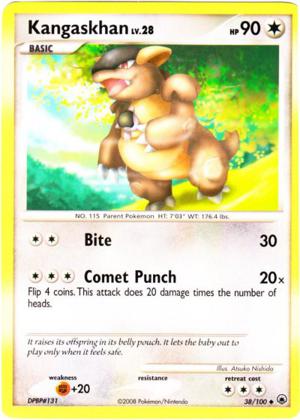 Kangaskhan LV.28 HP 90
BASIC
NO. 115 Parent Pokemon HT: 7'03" WT: 176.4 lbs.
Bite 30
Comet Punch 20x
Flip 4 coins. This attack does 20 damage times the number of
heads.
It raises its offspring in its belly pouch. It lets the baby out to
play only when it feels safe.
Illus. Atsuko Nishida
weakness resistance retreat cost
+20
DPBP#131 ©2008 Pokémon/Nintendo 38/100